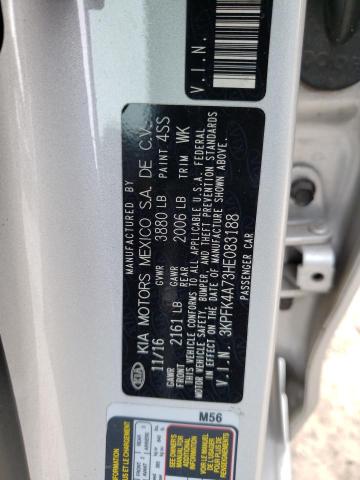 MANUFACTURED BY
KIA KIA MOTORS MEXICO S.A. DE C.V.
11/16 GVWR 3880 LB PAINT 4SS
GAWR FRONT 2161 LB GAWR REAR 2006 LB TRIM WK
THIS VEHICLE CONFORMS TO ALL APPLICABLE U.S.A. FEDERAL
MOTOR VEHICLE SAFETY, BUMPER, AND THEFT PREVENTION STANDARDS
IN EFFECT ON THE DATE OF MANUFACTURE SHOWN ABOVE.
V.I.N. 3KPFK4A73HE083188
PASSENGER CAR
V.I.N.
V.I.N.
M56